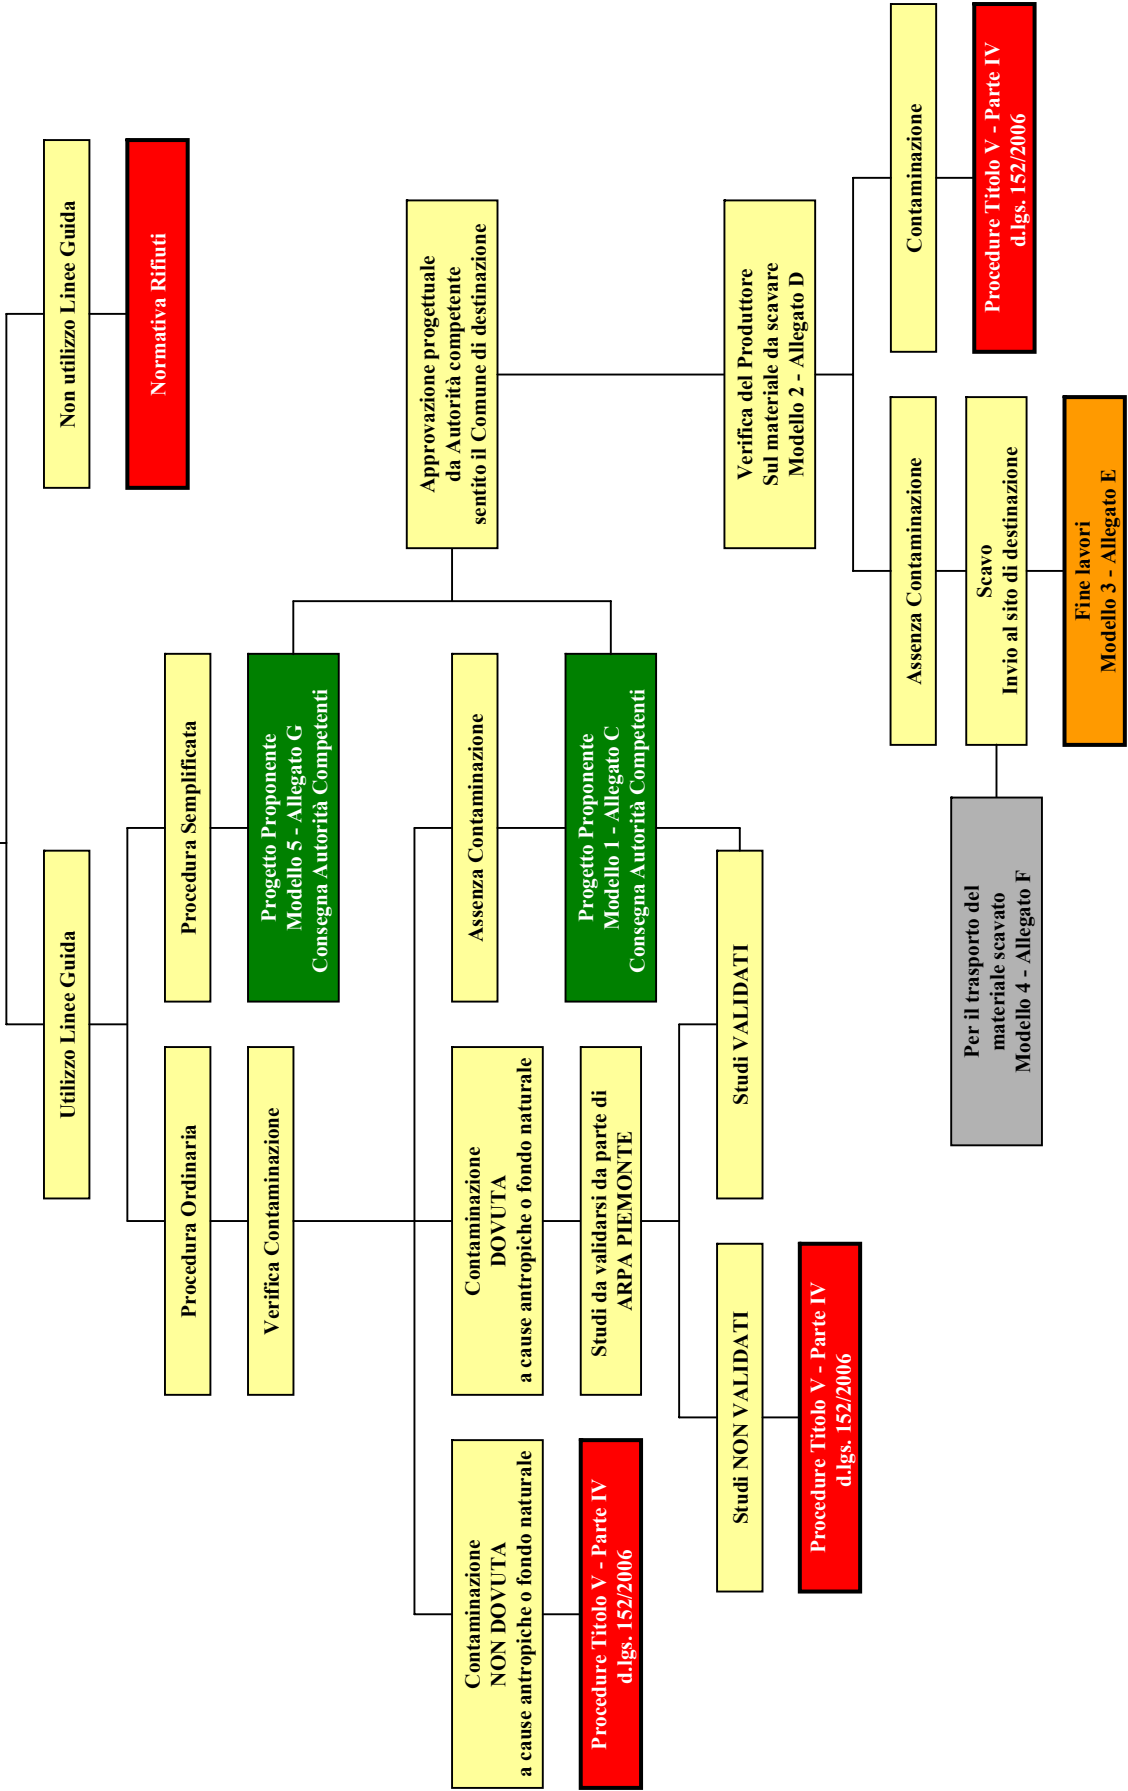 Utilizzo Linee Guida
Non utilizzo Linee Guida
Normativa Rifiuti
Procedura Ordinaria
Procedura Semplificata
Verifica Contaminazione
Progetto Proponente
Modello 5 - Allegato G
Consegna Autorità Competenti
Approvazione progettuale
da Autorità competente
sentito il Comune di destinazione
Contaminazione
NON DOVUTA
a cause antropiche o fondo naturale
Contaminazione
DOVUTA
a cause antropiche o fondo naturale
Assenza Contaminazione
Procedure Titolo V - Parte IV
d.lgs. 152/2006
Studi da validarsi da parte di
ARPA PIEMONTE
Progetto Proponente
Modello 1 - Allegato C
Consegna Autorità Competenti
Studi NON VALIDATI
Studi VALIDATI
Verifica del Produttore
Sul materiale da scavare
Modello 2 - Allegato D
Procedure Titolo V - Parte IV
d.lgs. 152/2006
Assenza Contaminazione
Contaminazione
Per il trasporto del
materiale scavato
Modello 4 - Allegato F
Scavo
Invio al sito di destinazione
Procedure Titolo V - Parte IV
d.lgs. 152/2006
Fine lavori
Modello 3 - Allegato E